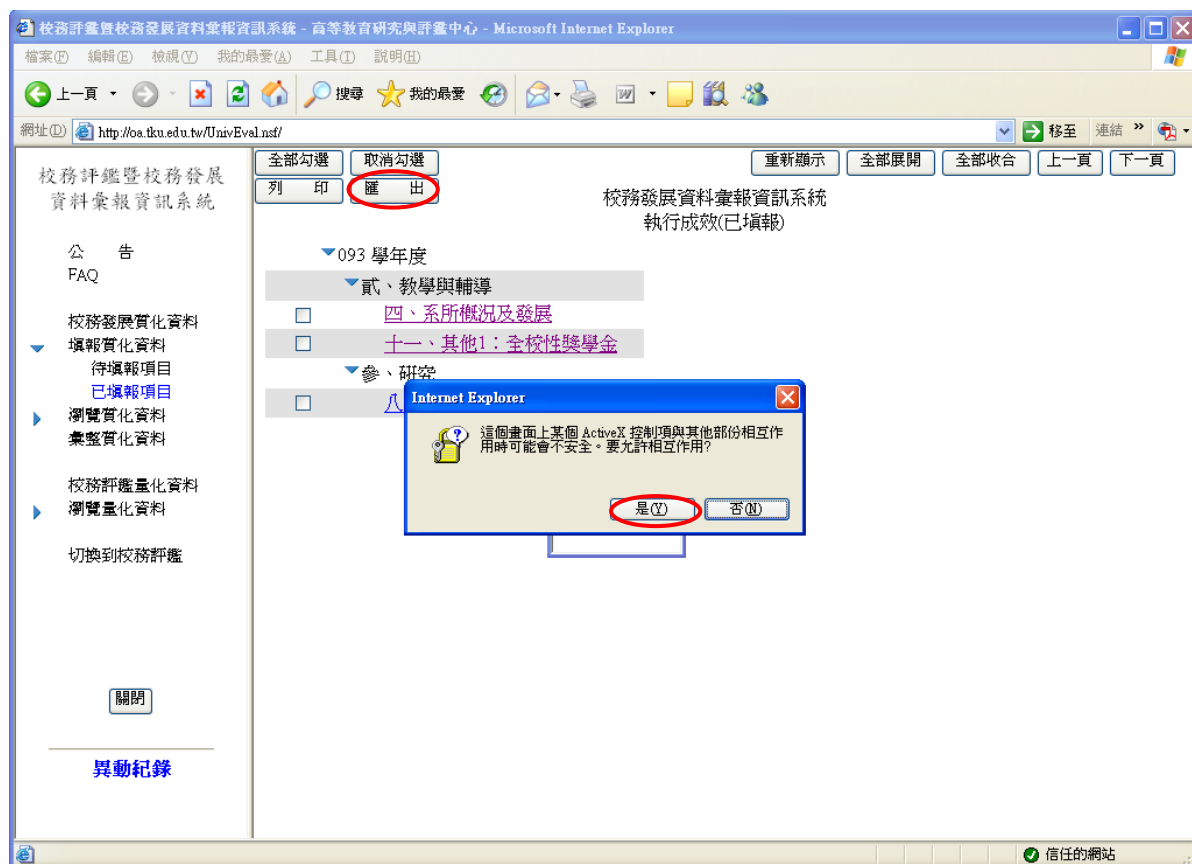 校務評鑑暨校務發展資料彙報資訊系統 - 高等教育研究與評鑑中心 - Microsoft Internet Explorer
檔案(F) 編輯(E) 檢視(V) 我的最愛(A) 工具(T) 說明(H)
上一頁 搜尋 我的最愛
網址(D) http://oa.tku.edu.tw/UnivEval.nsf/ 移至 連結 »
校務評鑑暨校務發展
資料彙報資訊系統
公 告
FAQ
校務發展質化資料
填報質化資料
待填報項目
已填報項目
瀏覽質化資料
彙整質化資料
校務評鑑量化資料
瀏覽量化資料
切換到校務評鑑
關閉
異動紀錄
全部勾選 取消勾選 重新顯示 全部展開 全部收合 上一頁 下一頁
列 印 匯 出
校務發展資料彙報資訊系統
執行成效(已填報)
093 學年度
貳、教學與輔導
四、系所概況及發展
十一、其他1：全校性獎學金
參、研究
八
Internet Explorer
這個畫面上某個 ActiveX 控制項與其他部份相互作
用時可能會不安全。要允許相互作用?
是(Y) 否(N)
信任的網站